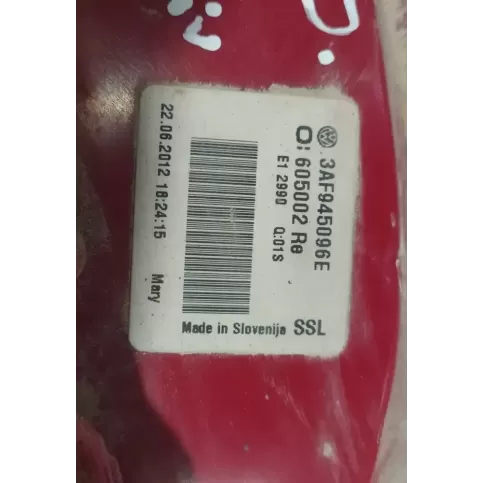 3AF945096E
O: 605002 Re
E1 2990 Q:01S
22.06.2012 18:24:15 Mary
Made in Slovenija SSL